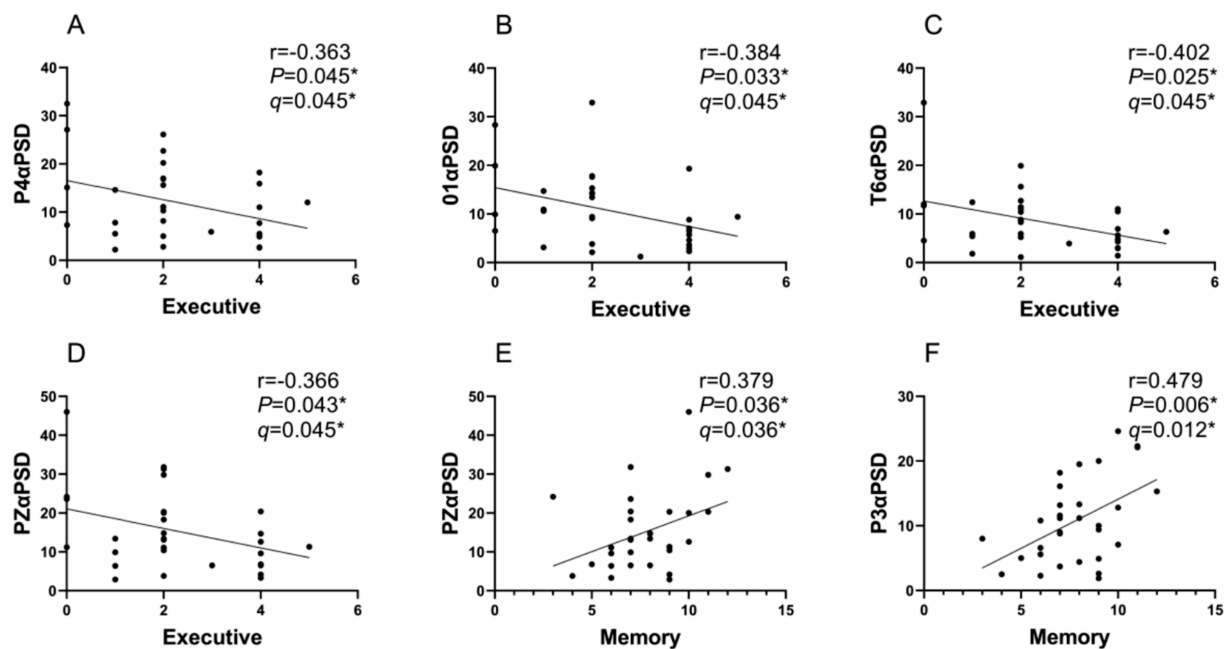 A
r=-0.363
P=0.045*
q=0.045*
P4αPSD
40
30
20
10
0
0 2 4 6
Executive
B
r=-0.384
P=0.033*
q=0.045*
01αPSD
40
30
20
10
0
0 2 4 6
Executive
C
r=-0.402
P=0.025*
q=0.045*
T6αPSD
40
30
20
10
0
0 2 4 6
Executive
D
r=-0.366
P=0.043*
q=0.045*
PZαPSD
50
40
30
20
10
0
0 2 4 6
Executive
E
r=0.379
P=0.036*
q=0.036*
PZαPSD
50
40
30
20
10
0
0 5 10 15
Memory
F
r=0.479
P=0.006*
q=0.012*
P3αPSD
30
20
10
0
0 5 10 15
Memory